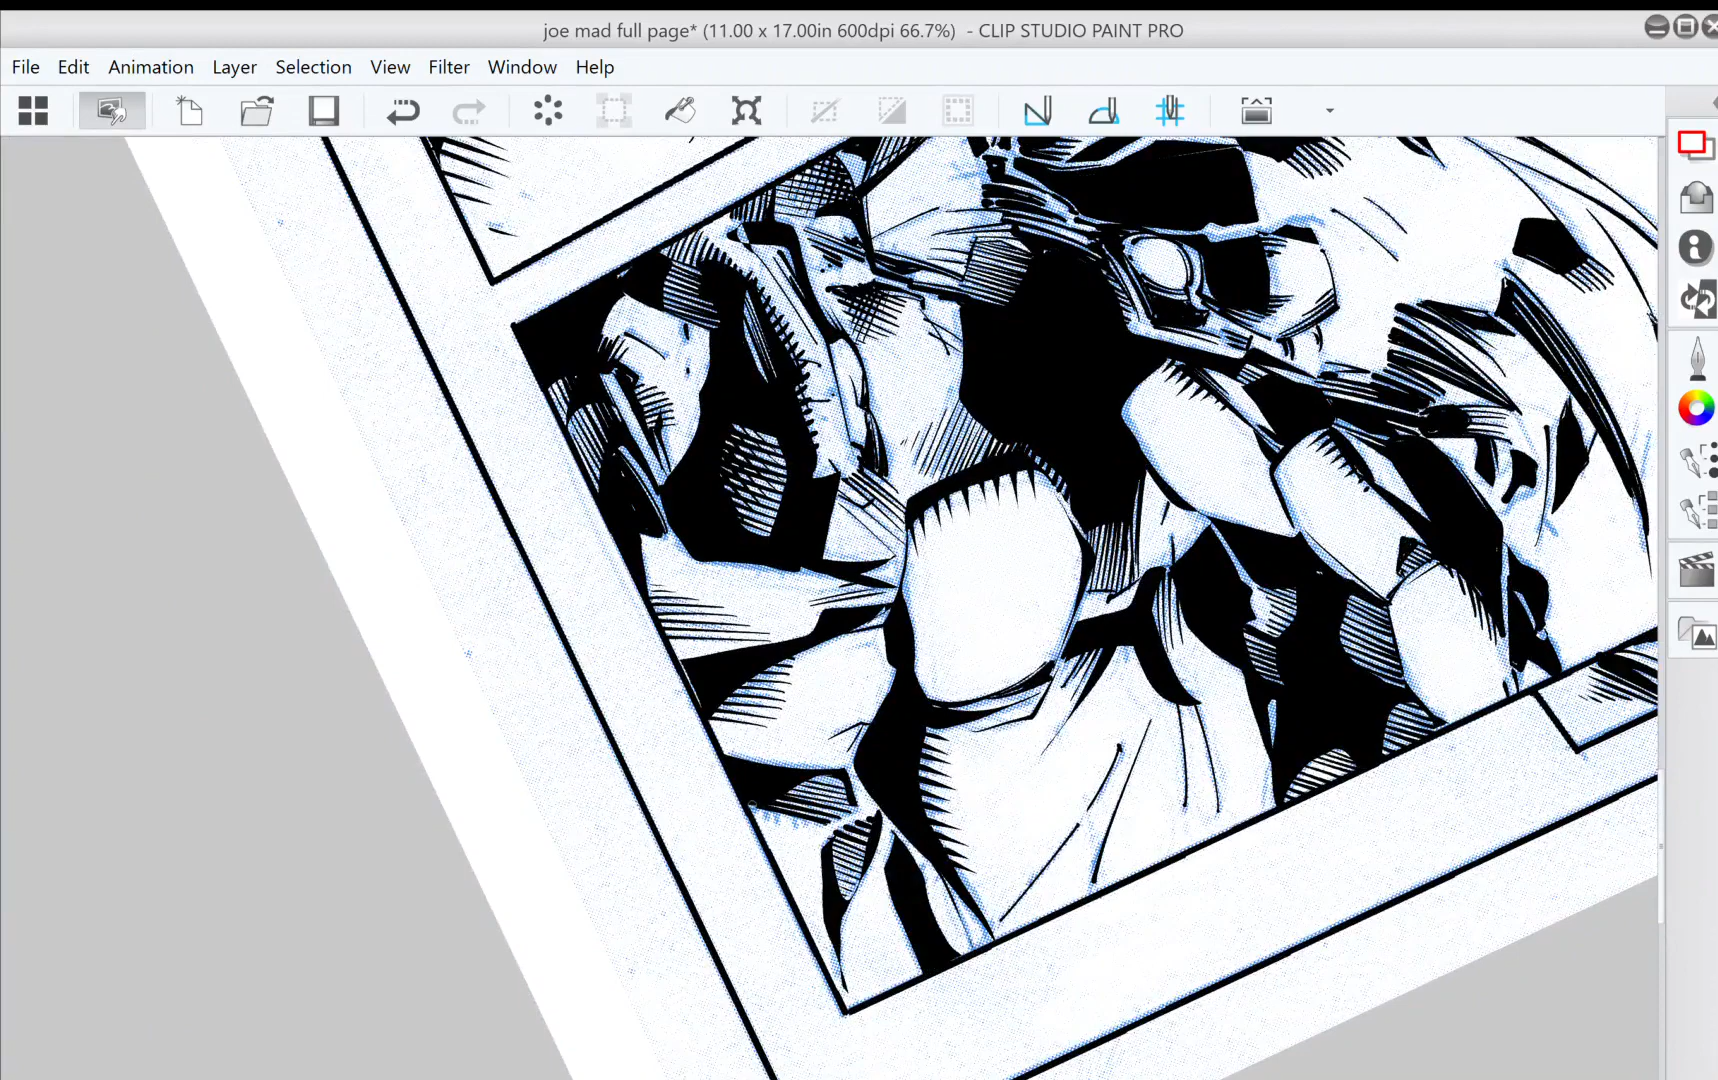 joe mad full page* (11.00 x 17.00in 600dpi 66.7%)  - CLIP STUDIO PAINT PRO
File Edit Animation Layer Selection View Filter Window Help